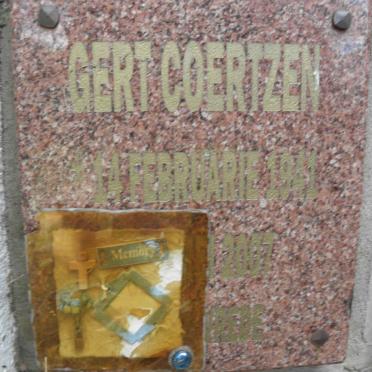 GERT COERTZEN
* 14 FEBRUARIE 1941
2007
Memory